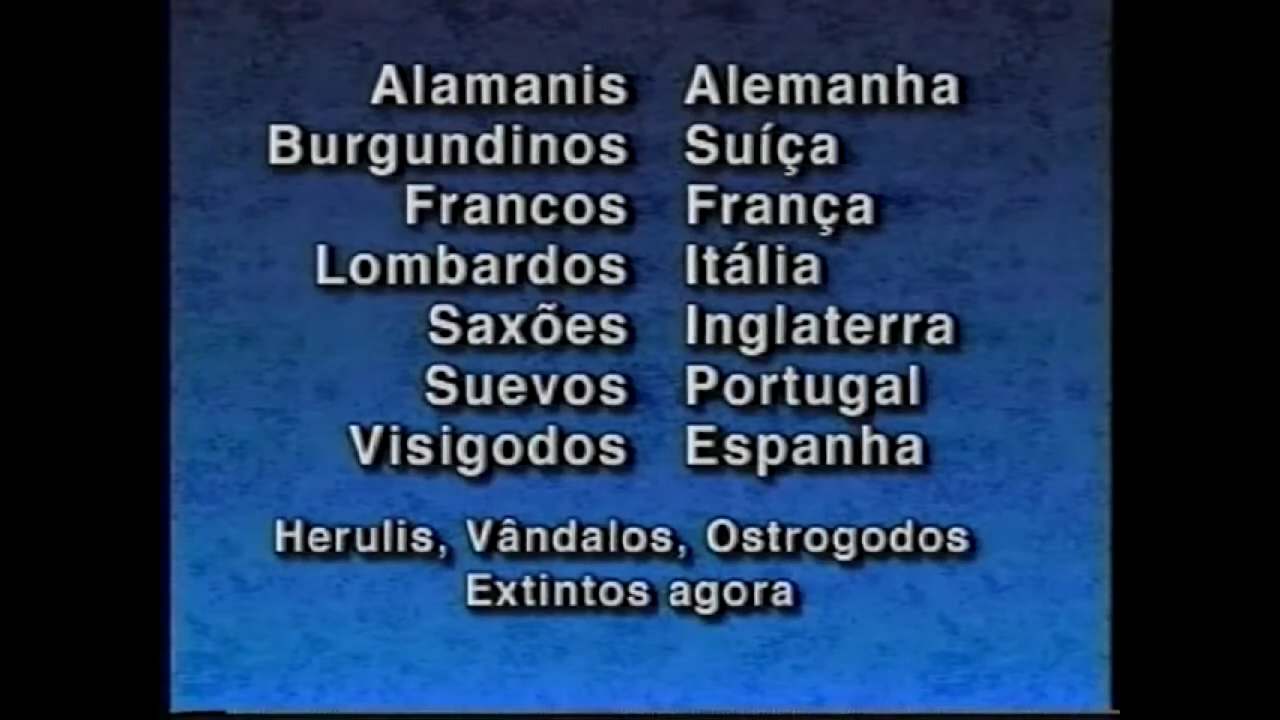 Alamanis Alemanha
Burgundinos Suíça
Francos França
Lombardos Itália
Saxões Inglaterra
Suevos Portugal
Visigodos Espanha
Herulis, Vândalos, Ostrogodos
Extintos agora